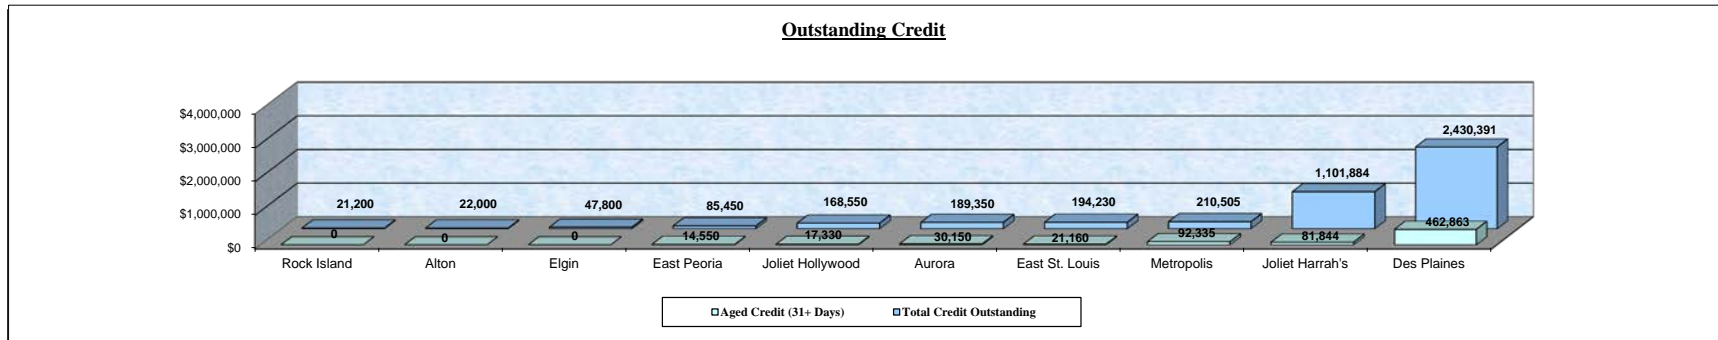 Outstanding Credit
$4,000,000
$3,000,000
$2,000,000
$1,000,000
$0
21,200 22,000 47,800 85,450 168,550 189,350 194,230 210,505 1,101,884 2,430,391
0 0 0 14,550 17,330 30,150 21,160 92,335 81,844 462,863
Rock Island Alton Elgin East Peoria Joliet Hollywood Aurora East St. Louis Metropolis Joliet Harrah's Des Plaines
Aged Credit (31+ Days) Total Credit Outstanding